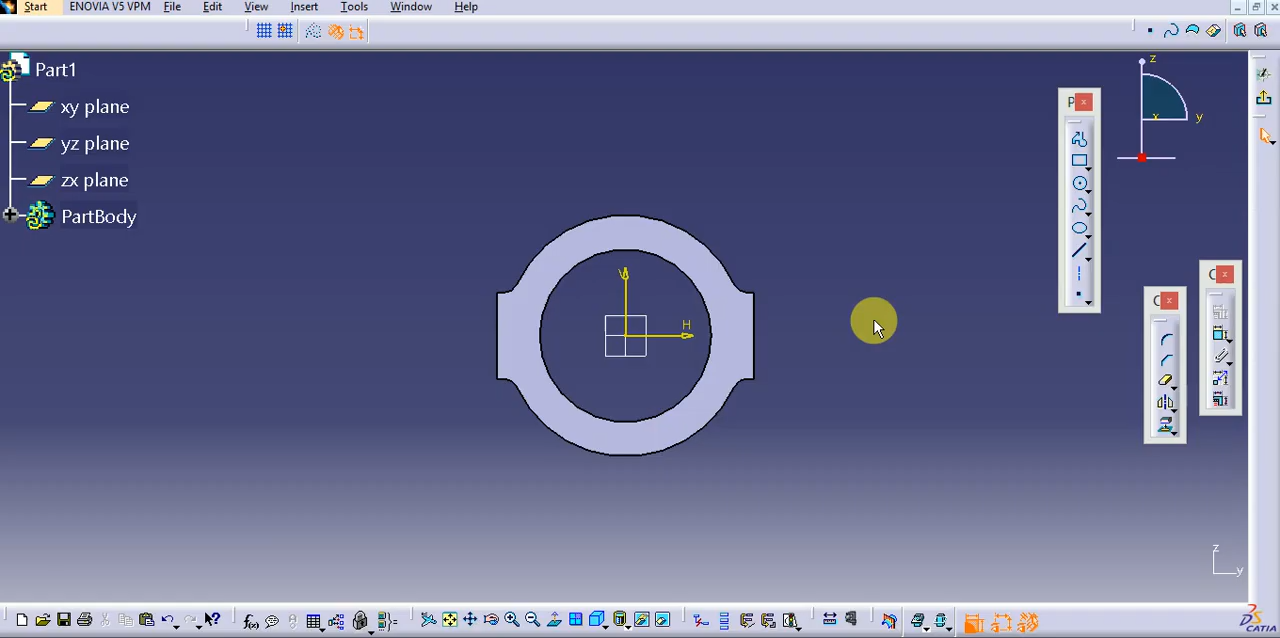 Start ENOVIA V5 VPM File Edit View Insert Tools Window Help
Part1
xy plane
yz plane
zx plane
PartBody
z
x
y
P
C
C
V
H
z
y
f(x)
CATIA